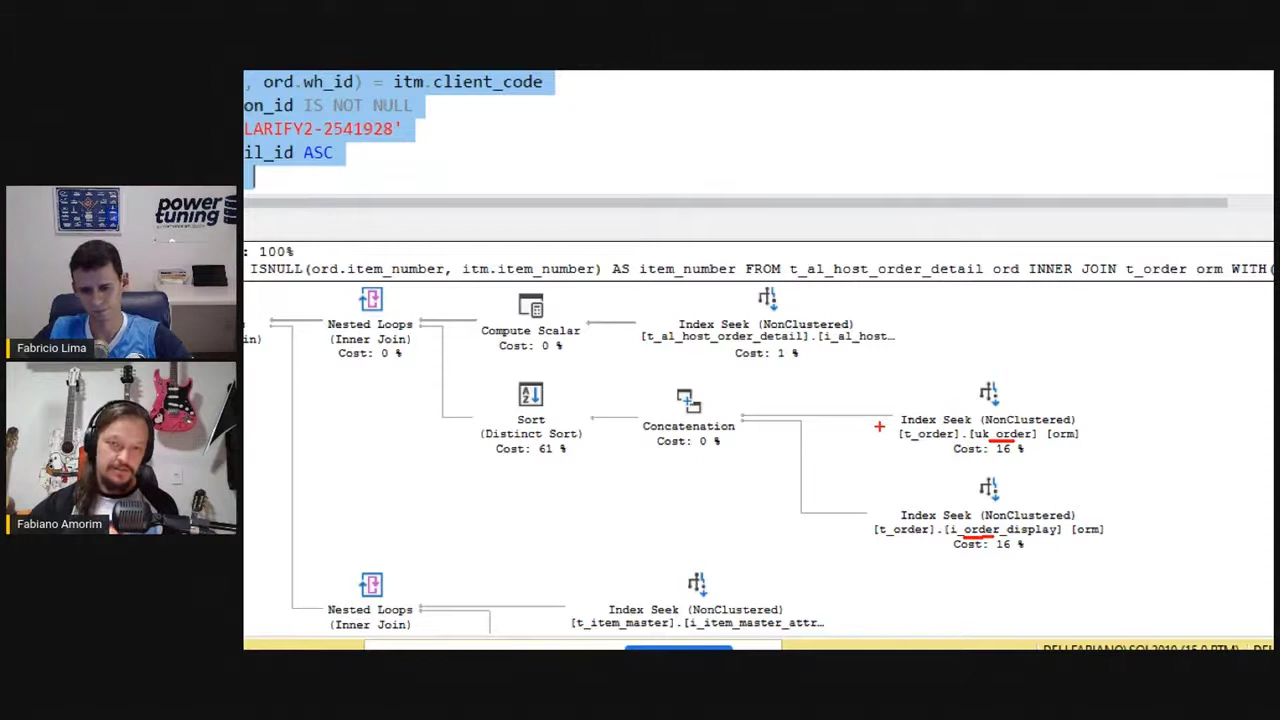 , ord.wh_id) = itm.client_code
on_id IS NOT NULL
LARIFY2-2541928'
il_id ASC
power
tuning
Fabricio Lima
Fabiano Amorim
: 100%
ISNULL(ord.item_number, itm.item_number) AS item_number FROM t_al_host_order_detail ord INNER JOIN t_order orm WITH(
in)
Nested Loops
(Inner Join)
Cost: 0 %
Compute Scalar
Cost: 0 %
Index Seek (NonClustered)
[t_al_host_order_detail].[i_al_host…
Cost: 1 %
Sort
(Distinct Sort)
Cost: 61 %
Concatenation
Cost: 0 %
Index Seek (NonClustered)
[t_order].[uk_order] [orm]
Cost: 16 %
Index Seek (NonClustered)
[t_order].[i_order_display] [orm]
Cost: 16 %
Nested Loops
(Inner Join)
Index Seek (NonClustered)
[t_item_master].[i_item_master_attr…